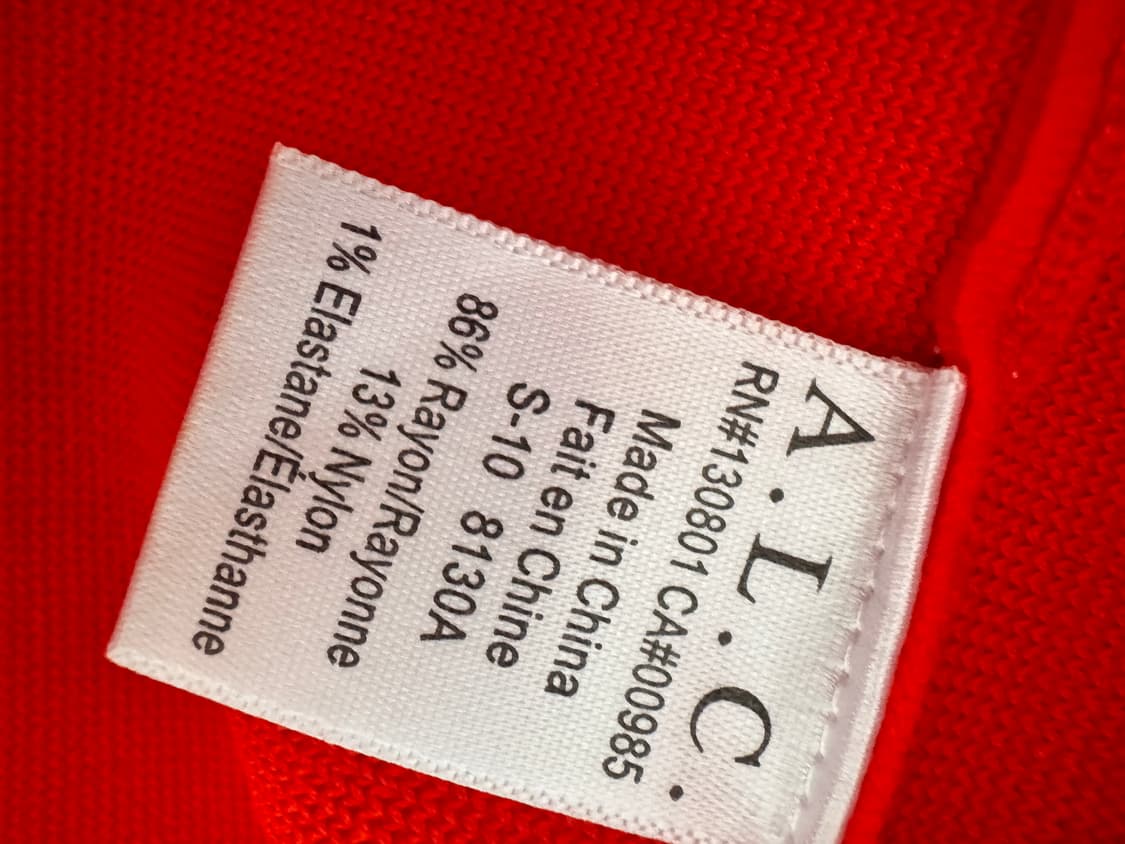 A.L.C.
RN#130801 CA#00985
Made in China
Fait en Chine
S-10 8130A
86% Rayon/Rayonne
13% Nylon
1% Elastane/Élasthanne